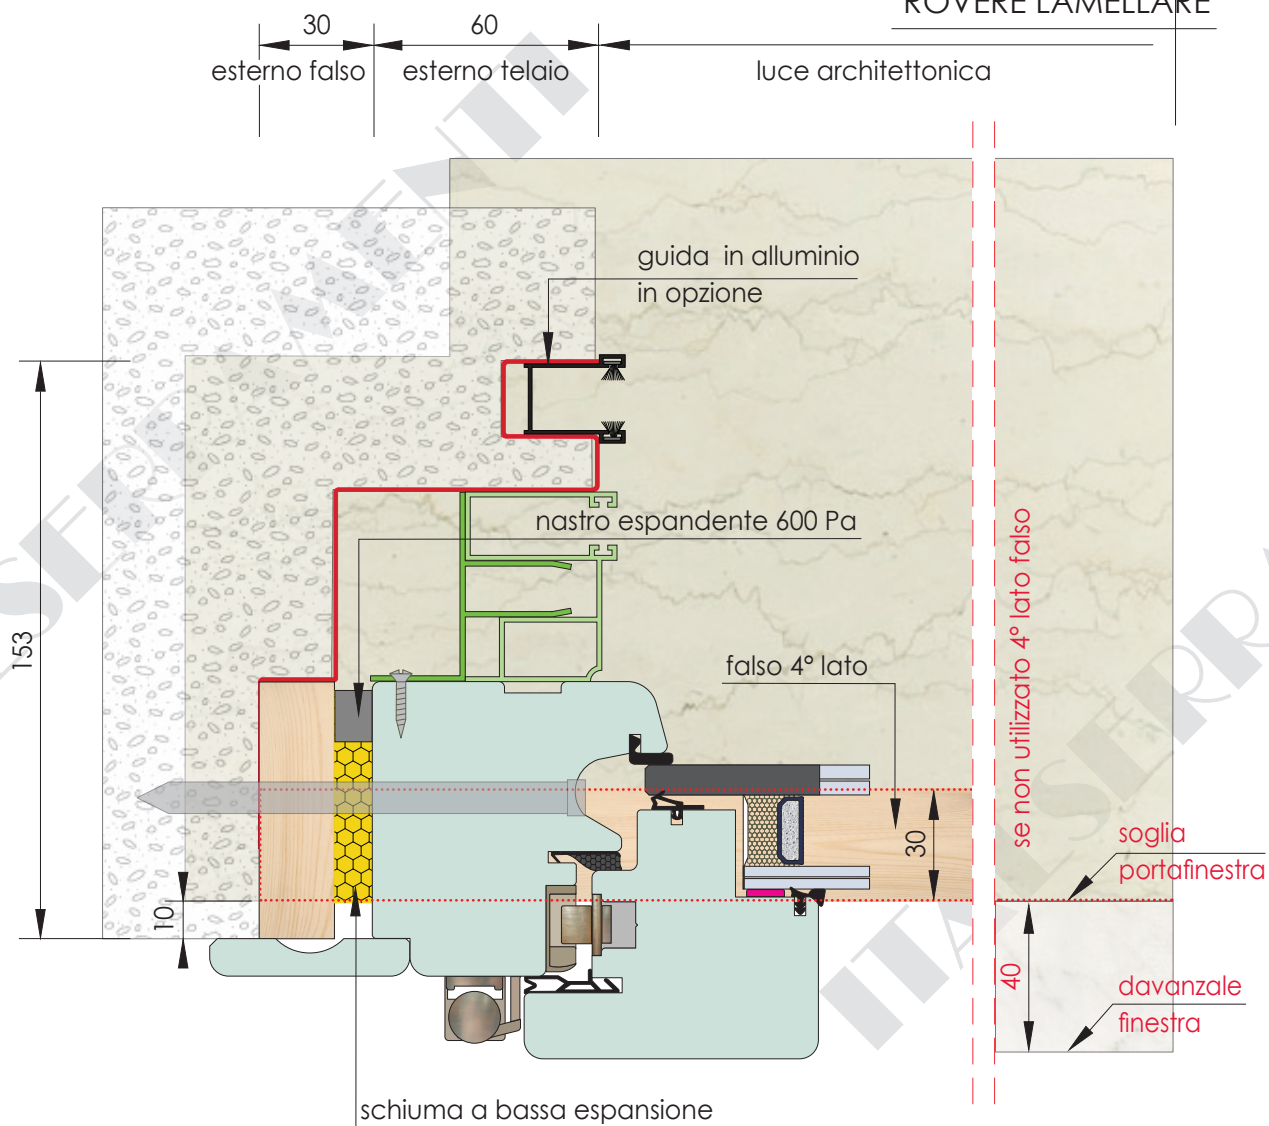 ROVERE LAMELLARE
30
60
esterno falso
esterno telaio
luce architettonica
guida in alluminio
in opzione
nastro espandente 600 Pa
153
falso 4° lato
se non utilizzato 4° lato falso
30
soglia
portafinestra
10
40
davanzale
finestra
schiuma a bassa espansione